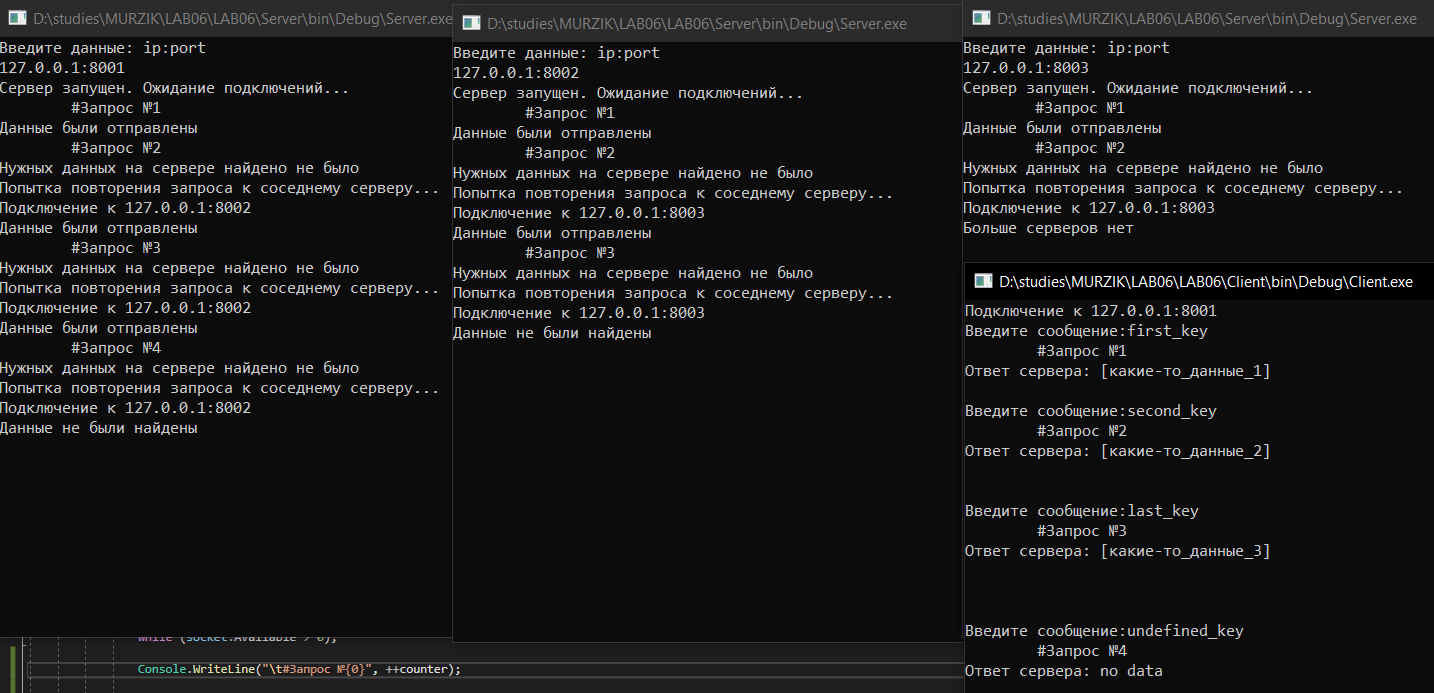 D:\studies\MURZIK\LAB06\LAB06\Server\bin\Debug\Server.exe
Введите данные: ip:port
127.0.0.1:8001
Сервер запущен. Ожидание подключений...
#Запрос №1
Данные были отправлены
#Запрос №2
Нужных данных на сервере найдено не было
Попытка повторения запроса к соседнему серверу...
Подключение к 127.0.0.1:8002
Данные были отправлены
#Запрос №3
Нужных данных на сервере найдено не было
Попытка повторения запроса к соседнему серверу...
Подключение к 127.0.0.1:8002
Данные были отправлены
#Запрос №4
Нужных данных на сервере найдено не было
Попытка повторения запроса к соседнему серверу...
Подключение к 127.0.0.1:8002
Данные не были найдены
D:\studies\MURZIK\LAB06\LAB06\Server\bin\Debug\Server.exe
Введите данные: ip:port
127.0.0.1:8002
Сервер запущен. Ожидание подключений...
#Запрос №1
Данные были отправлены
#Запрос №2
Нужных данных на сервере найдено не было
Попытка повторения запроса к соседнему серверу...
Подключение к 127.0.0.1:8003
Данные были отправлены
#Запрос №3
Нужных данных на сервере найдено не было
Попытка повторения запроса к соседнему серверу...
Подключение к 127.0.0.1:8003
Данные не были найдены
D:\studies\MURZIK\LAB06\LAB06\Server\bin\Debug\Server.exe
Введите данные: ip:port
127.0.0.1:8003
Сервер запущен. Ожидание подключений...
#Запрос №1
Данные были отправлены
#Запрос №2
Нужных данных на сервере найдено не было
Попытка повторения запроса к соседнему серверу...
Подключение к 127.0.0.1:8003
Больше серверов нет
D:\studies\MURZIK\LAB06\LAB06\Client\bin\Debug\Client.exe
Подключение к 127.0.0.1:8001
Введите сообщение:first_key
#Запрос №1
Ответ сервера: [какие-то_данные_1]
Введите сообщение:second_key
#Запрос №2
Ответ сервера: [какие-то_данные_2]
Введите сообщение:last_key
#Запрос №3
Ответ сервера: [какие-то_данные_3]
Введите сообщение:undefined_key
#Запрос №4
Ответ сервера: no data
while (socket.Available > 0);
Console.WriteLine("\t#Запрос №{0}", ++counter);